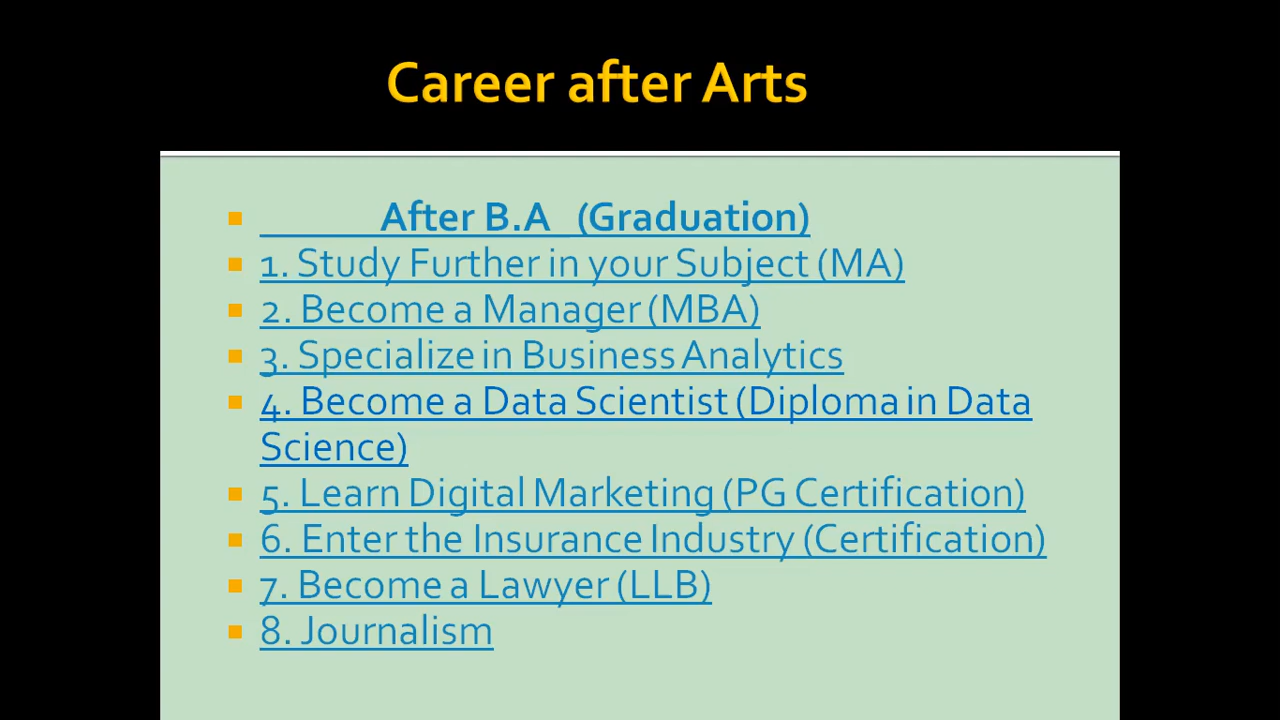 Career after Arts
After B.A (Graduation)
1. Study Further in your Subject (MA)
2. Become a Manager (MBA)
3. Specialize in Business Analytics
4. Become a Data Scientist (Diploma in Data
Science)
5. Learn Digital Marketing (PG Certification)
6. Enter the Insurance Industry (Certification)
7. Become a Lawyer (LLB)
8. Journalism